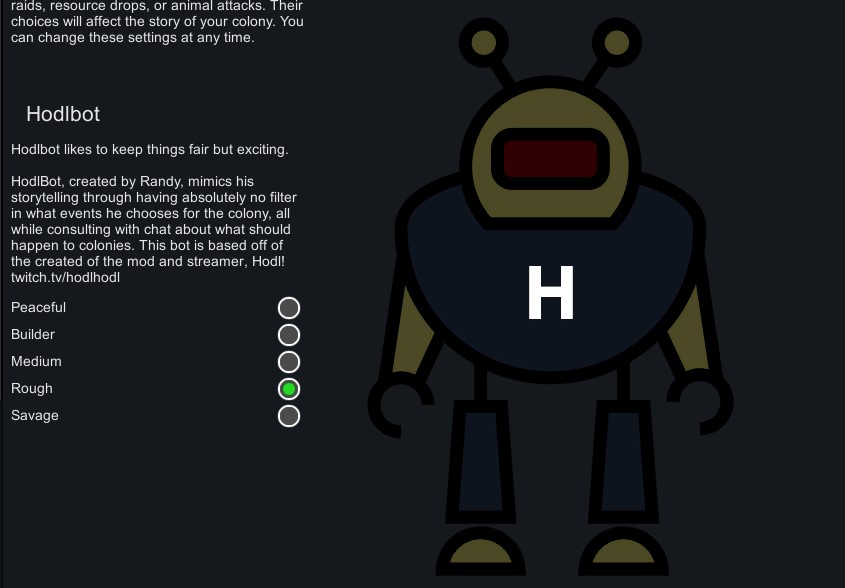 raids, resource drops, or animal attacks. Their
choices will affect the story of your colony. You
can change these settings at any time.
Hodlbot
Hodlbot likes to keep things fair but exciting.
HodlBot, created by Randy, mimics his
storytelling through having absolutely no filter
in what events he chooses for the colony, all
while consulting with chat about what should
happen to colonies. This bot is based off of
the created of the mod and streamer, Hodl!
twitch.tv/hodlhodl
Peaceful
Builder
Medium
Rough
Savage
H